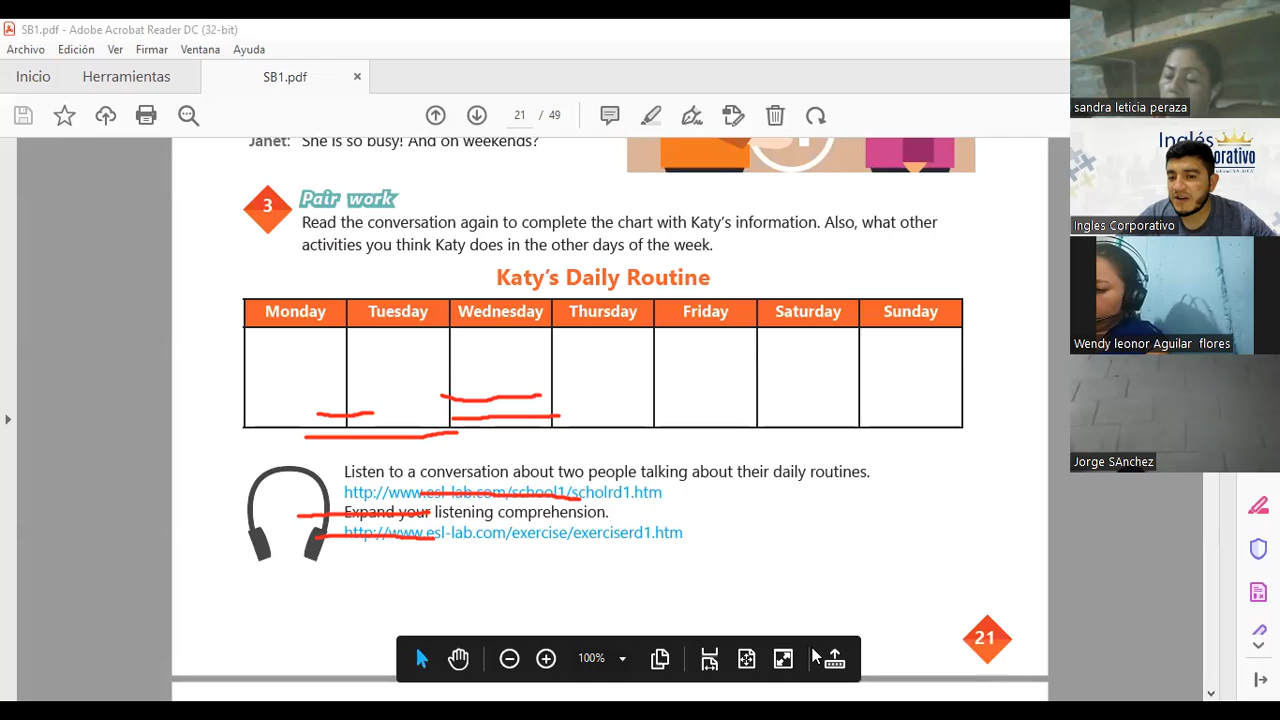 SB1.pdf - Adobe Acrobat Reader DC (32-bit)
Archivo Edición Ver Firmar Ventana Ayuda
Inicio Herramientas SB1.pdf ×
21 / 49
Janet: She is so busy! And on weekends?
3 Pair work
Read the conversation again to complete the chart with Katy's information. Also, what other
activities you think Katy does in the other days of the week.
Katy's Daily Routine
Monday Tuesday Wednesday Thursday Friday Saturday Sunday
Listen to a conversation about two people talking about their daily routines.
http://www.esl-lab.com/school1/scholrd1.htm
Expand your listening comprehension.
http://www.esl-lab.com/exercise/exerciserd1.htm
21
100%
sandra leticia peraza
Inglés
Corporativo
Ingles Corporativo
Wendy leonor Aguilar flores
Jorge SAnchez